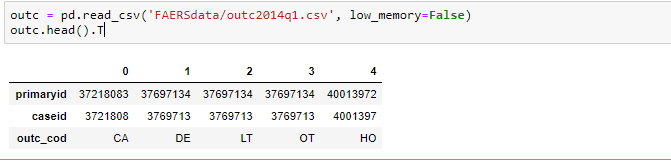 outc = pd.read_csv('FAERSdata/outc2014q1.csv', low_memory=False)
outc.head().T
0 1 2 3 4
primaryid 37218083 37697134 37697134 37697134 40013972
caseid 3721808 3769713 3769713 3769713 4001397
outc_cod CA DE LT OT HO